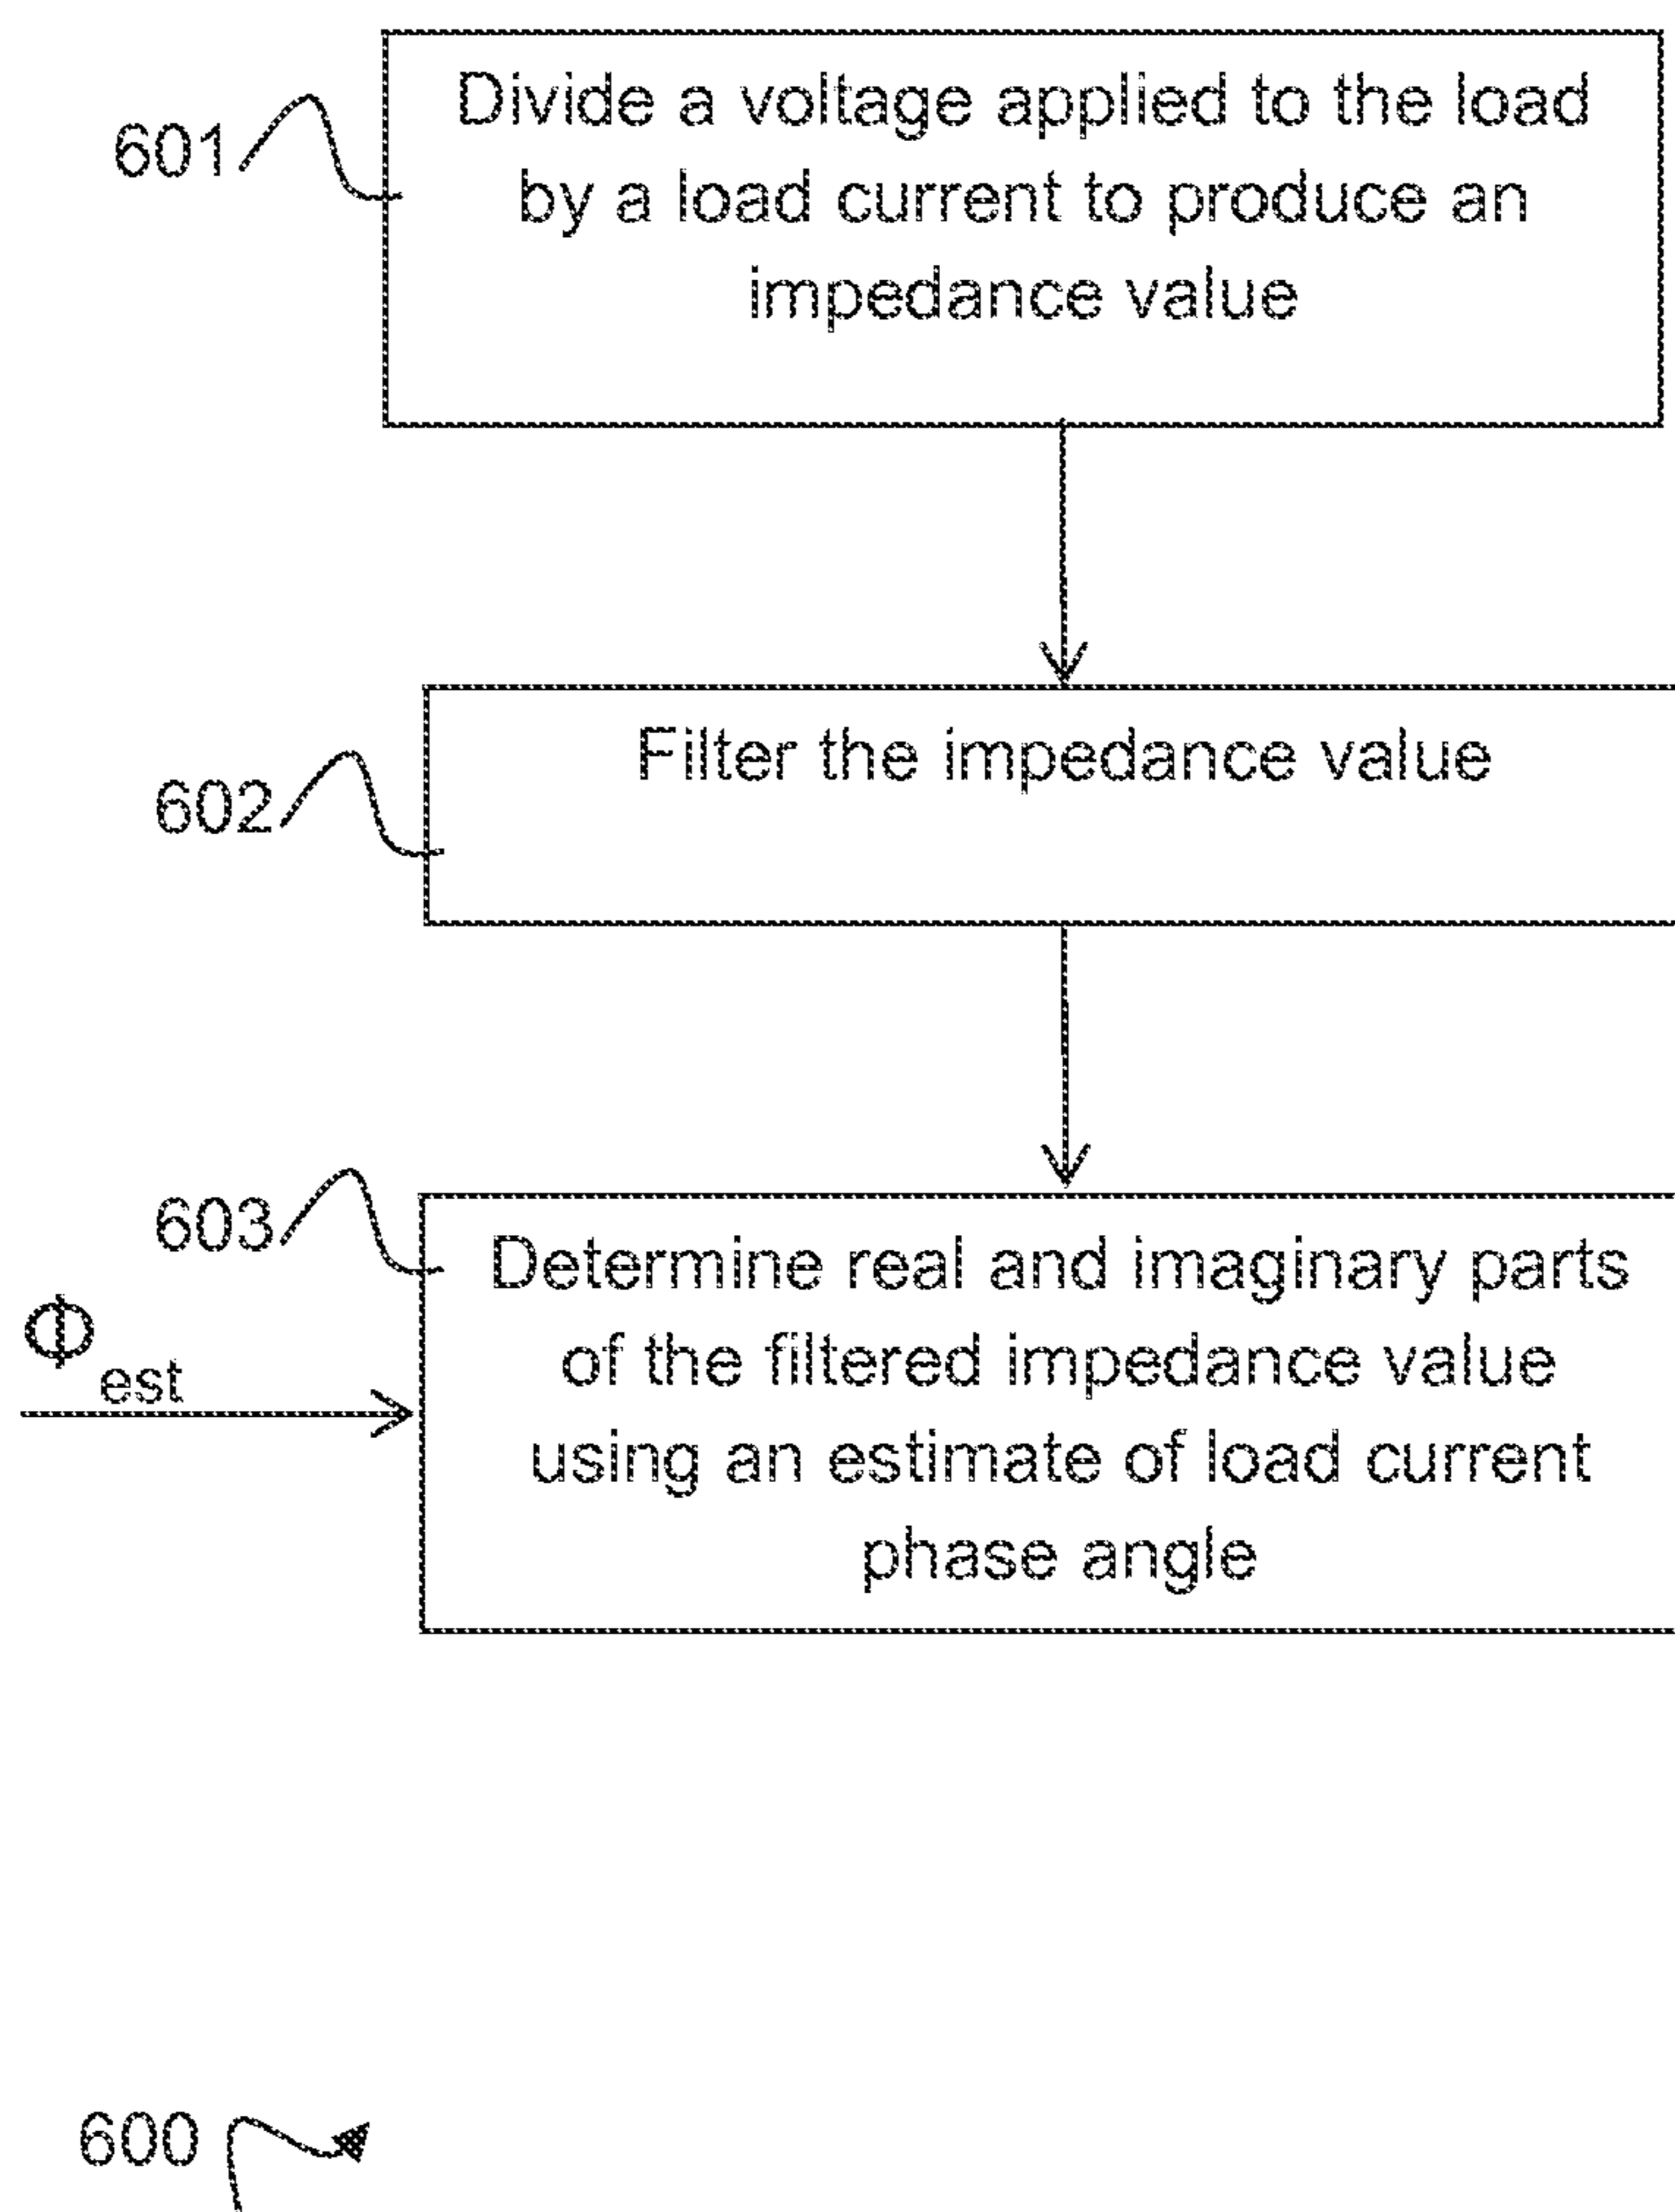 601
Divide a voltage applied to the load
by a load current to produce an
impedance value
602
Filter the impedance value
603
Φest
Determine real and imaginary parts
of the filtered impedance value
using an estimate of load current
phase angle
600